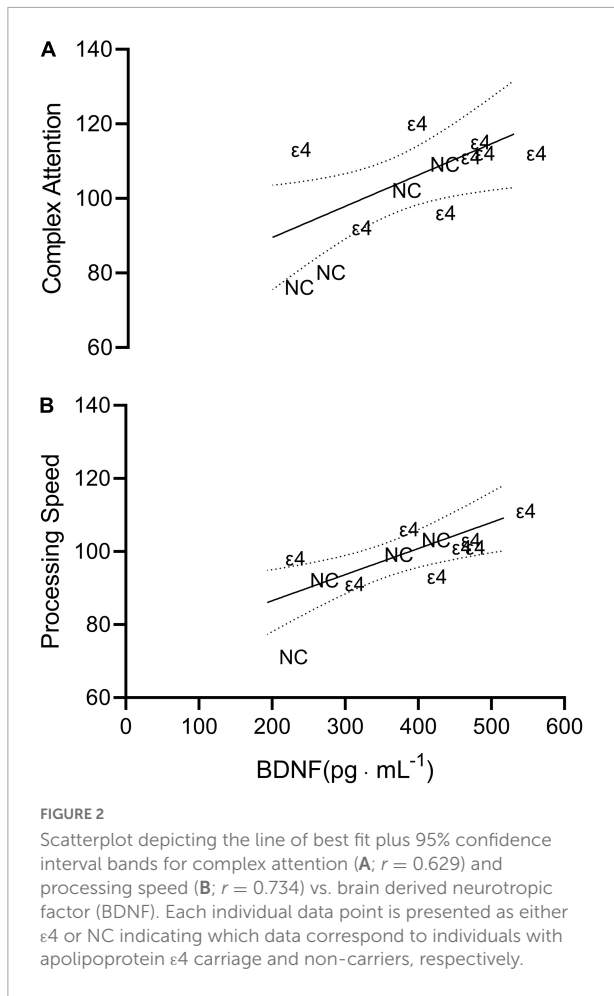 A
140
120
100
80
60
Complex Attention
ε4
ε4
ε4
NC
ε4
ε4
ε4
NC
ε4
ε4
NC
NC
B
140
120
100
80
60
Processing Speed
ε4
ε4
ε4
NC
ε4
ε4
ε4
NC
NC
ε4
ε4
NC
0 100 200 300 400 500 600
BDNF(pg · mL⁻¹)
FIGURE 2
Scatterplot depicting the line of best fit plus 95% confidence
interval bands for complex attention (A; r = 0.629) and
processing speed (B; r = 0.734) vs. brain derived neurotropic
factor (BDNF). Each individual data point is presented as either
ε4 or NC indicating which data correspond to individuals with
apolipoprotein ε4 carriage and non-carriers, respectively.